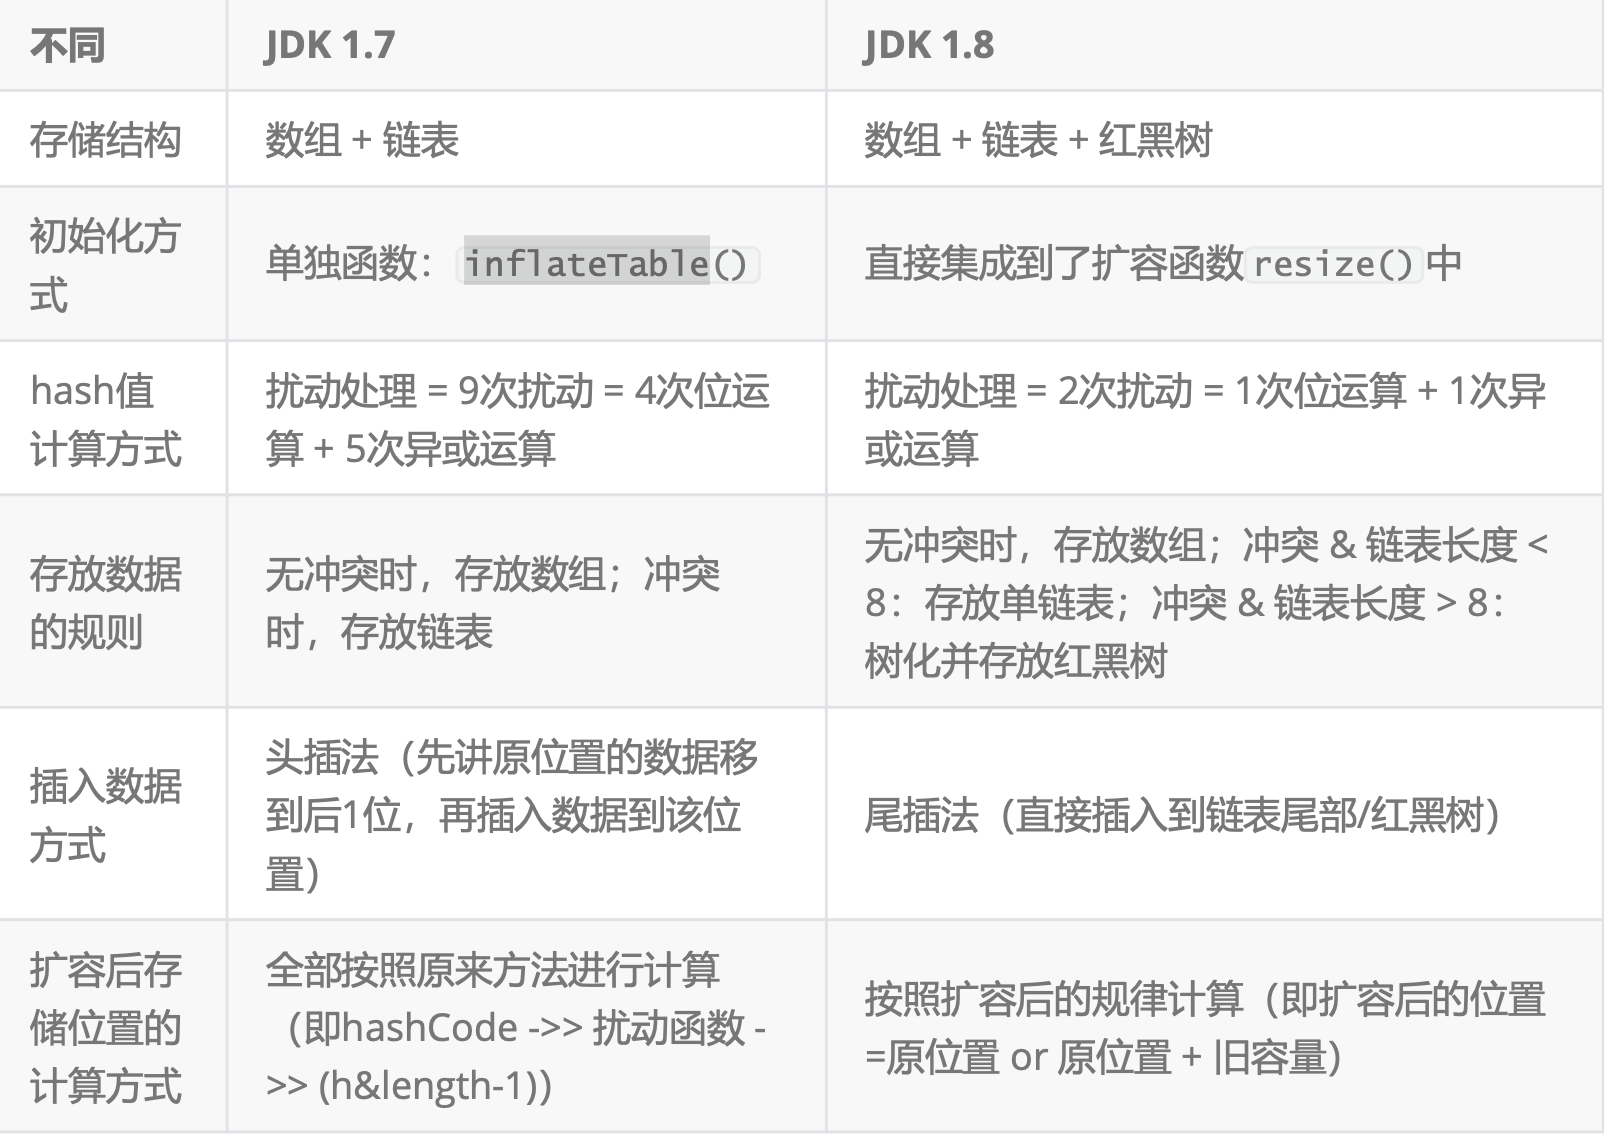 不同
JDK 1.7
JDK 1.8
存储结构
数组 + 链表
数组 + 链表 + 红黑树
初始化方
式
单独函数：inflateTable()
直接集成到了扩容函数resize()中
hash值
计算方式
扰动处理 = 9次扰动 = 4次位运
算 + 5次异或运算
扰动处理 = 2次扰动 = 1次位运算 + 1次异
或运算
存放数据
的规则
无冲突时，存放数组；冲突
时，存放链表
无冲突时，存放数组；冲突 & 链表长度 <
8：存放单链表；冲突 & 链表长度 > 8：
树化并存放红黑树
插入数据
方式
头插法（先讲原位置的数据移
到后1位，再插入数据到该位
置）
尾插法（直接插入到链表尾部/红黑树）
扩容后存
储位置的
计算方式
全部按照原来方法进行计算
（即hashCode ->> 扰动函数 -
>> (h&length-1)）
按照扩容后的规律计算（即扩容后的位置
=原位置 or 原位置 + 旧容量）